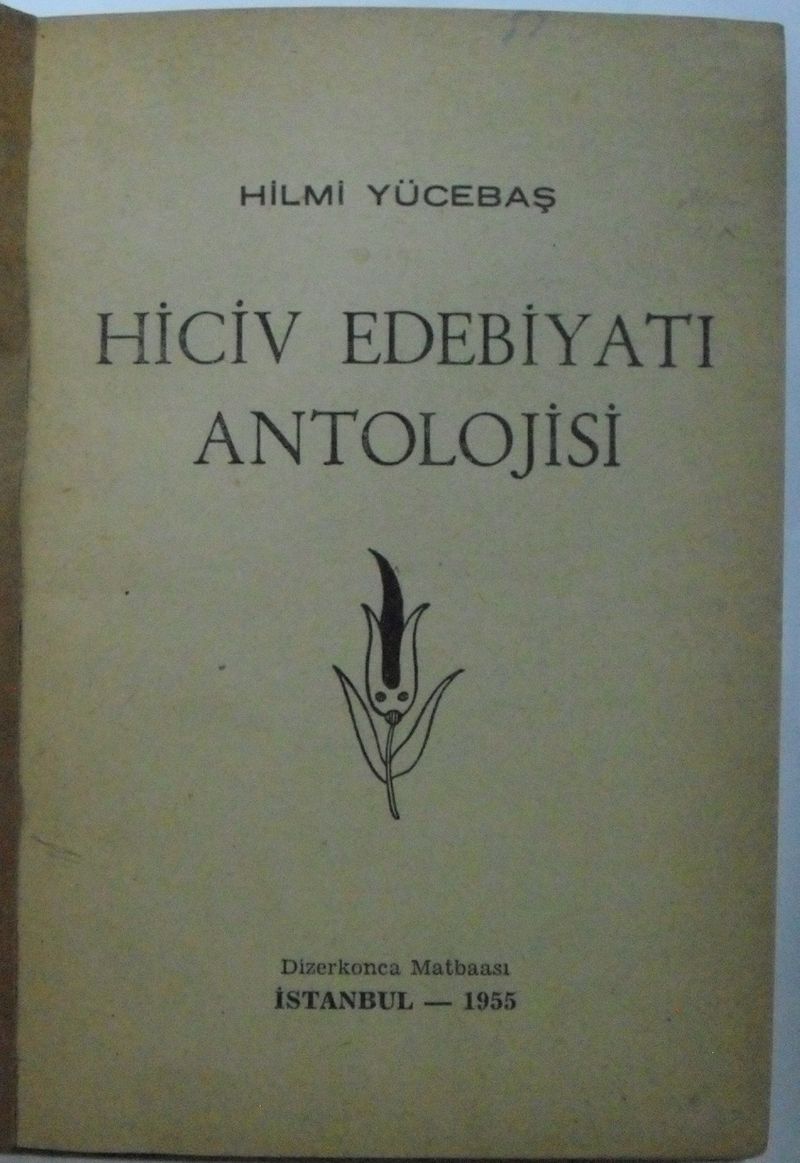 HİLMİ YÜCEBAŞ
HİCİV EDEBİYATI
ANTOLOJİSİ
Dizerkonca Matbaası
İSTANBUL — 1955